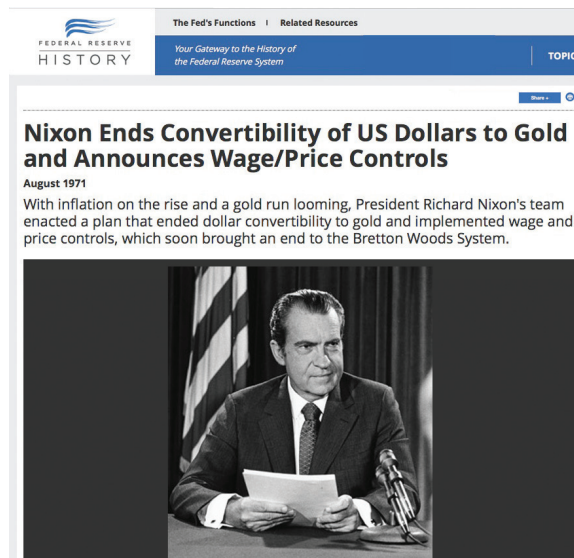 The Fed's Functions | Related Resources
FEDERAL RESERVE
HISTORY
Your Gateway to the History of
the Federal Reserve System
TOPIC
Share +
Nixon Ends Convertibility of US Dollars to Gold
and Announces Wage/Price Controls
August 1971
With inflation on the rise and a gold run looming, President Richard Nixon's team
enacted a plan that ended dollar convertibility to gold and implemented wage and
price controls, which soon brought an end to the Bretton Woods System.